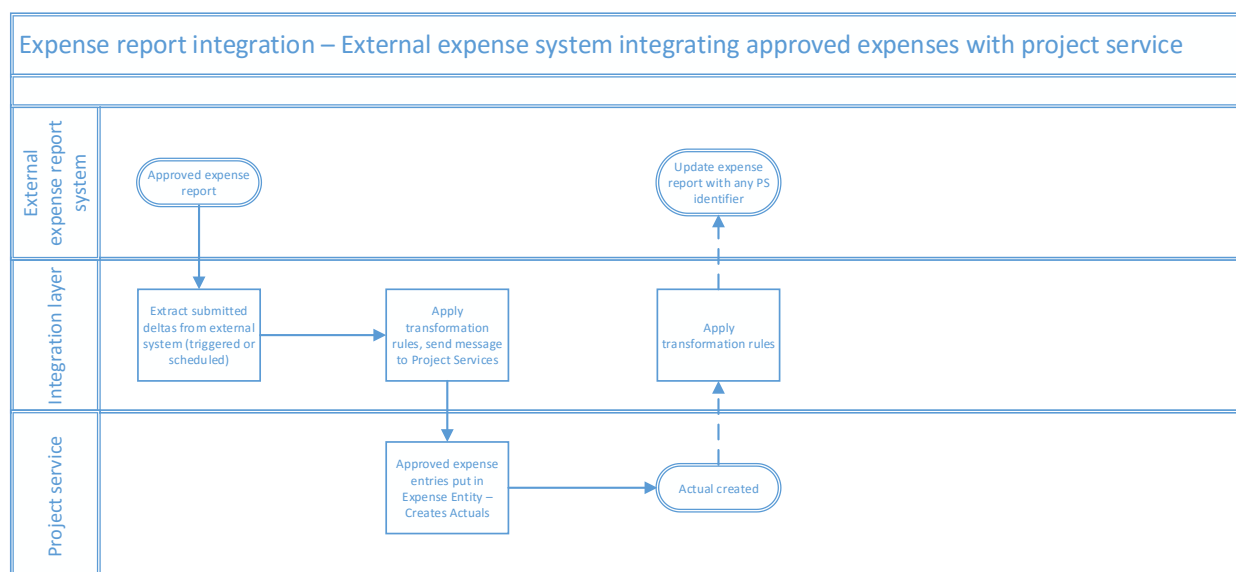 Expense report integration – External expense system integrating approved expenses with project service
External
expense report
system
Approved expense
report
Update expense
report with any PS
identifier
Integration layer
Extract submitted
deltas from external
system (triggered or
scheduled)
Apply
transformation
rules, send message
to Project Services
Apply
transformation rules
Project service
Approved expense
entries put in
Expense Entity –
Creates Actuals
Actual created